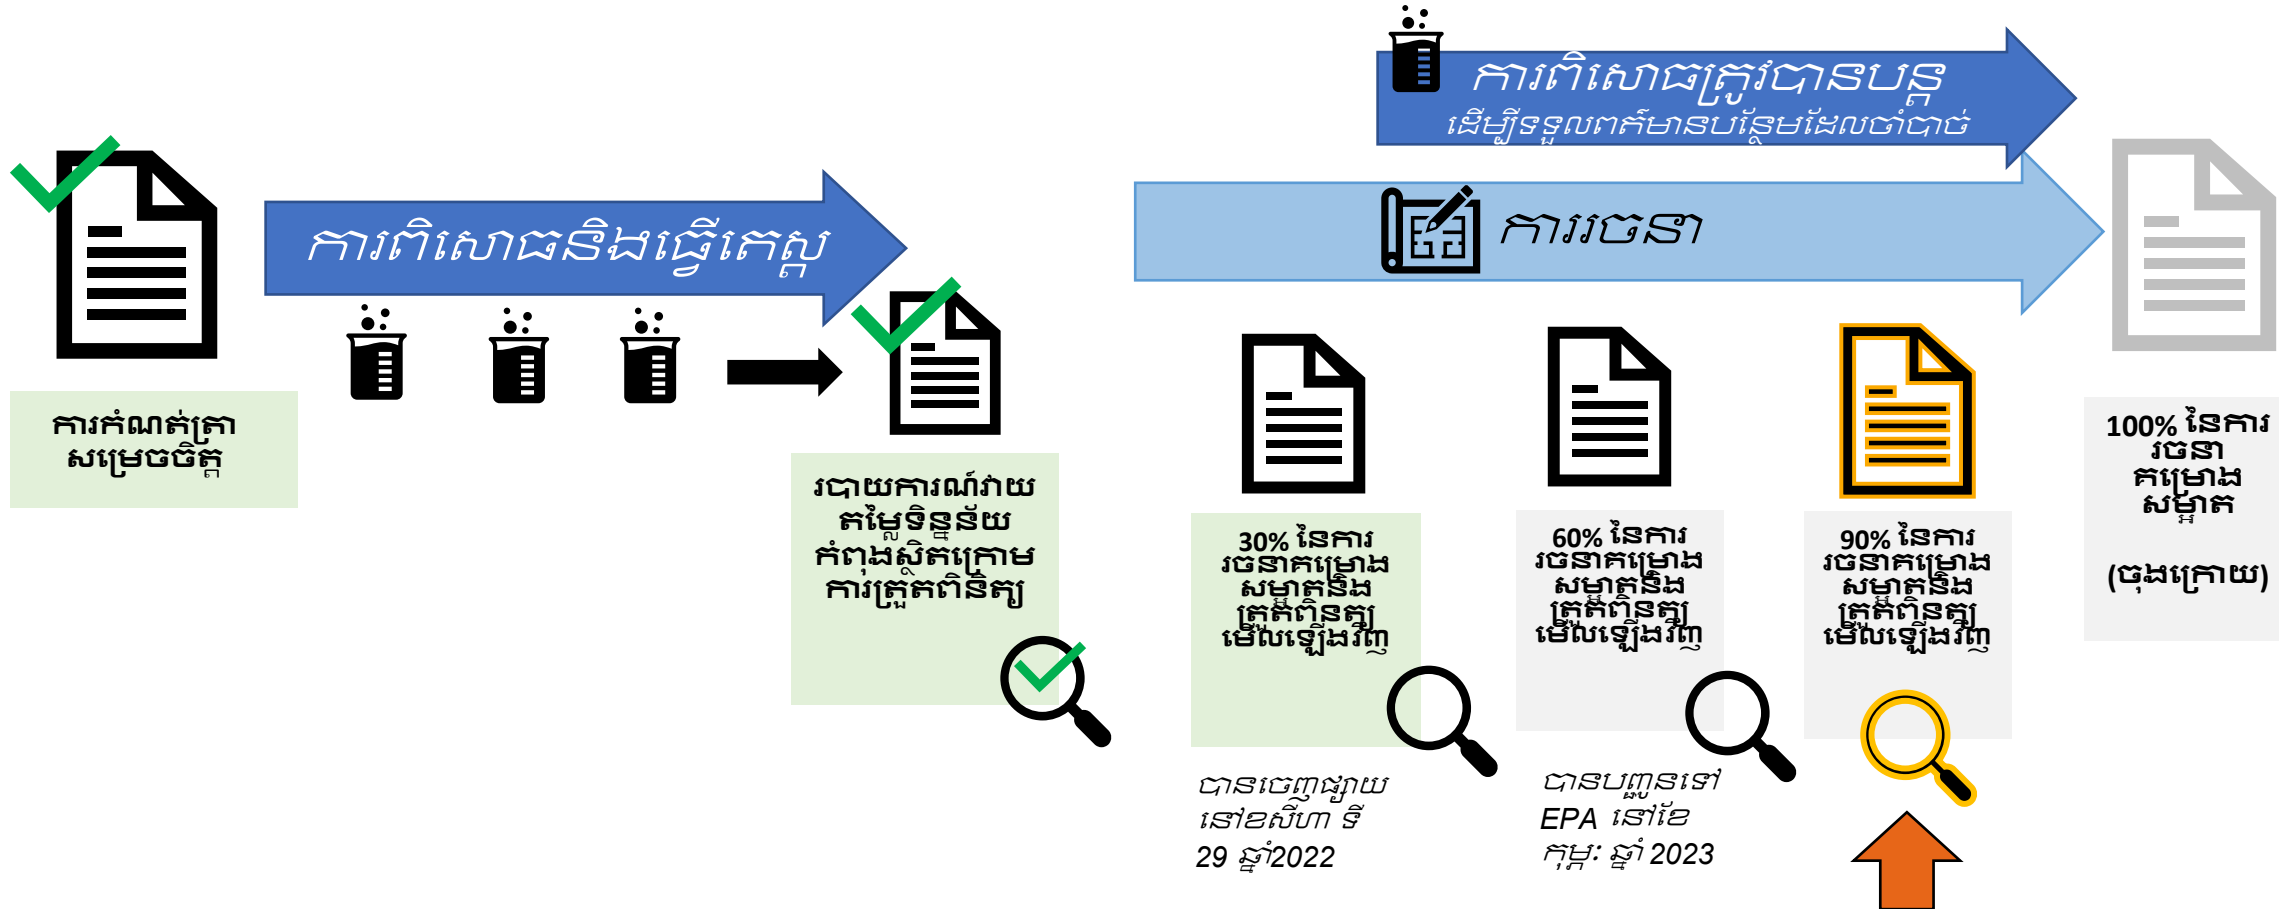 ការពិសោធត្រូវបានបន្ត
ដើម្បីទទួលពត៌មានបន្ថែមដែលចាំបាច់
ការពិសោធនិងធ្វើតេស្ត
ការរចនា
ការកំណត់ត្រា
សម្រេចចិត្ត
របាយការណ៍វាយ
តម្លៃទិន្នន័យ
កំពុងស្ថិតក្រោម
ការត្រួតពិនិត្យ
30% នៃការ
រចនាគម្រោង
សម្អាតនិង
ត្រួតពិនត្យ
មើលឡើងវិញ
បានចេញផ្សាយ
នៅខសីហា ទី
29 ឆ្នាំ2022
60% នៃការ
រចនាគម្រោង
សម្អាតនិង
ត្រួតពិនត្យ
មើលឡើងវិញ
បានបញ្ជូនទៅ
EPA នៅខែ
កុម្ភៈ ឆ្នាំ 2023
90% នៃការ
រចនាគម្រោង
សម្អាតនិង
ត្រួតពិនត្យ
មើលឡើងវិញ
100% នៃការ
រចនា
គម្រោង
សម្អាត
(ចុងក្រោយ)